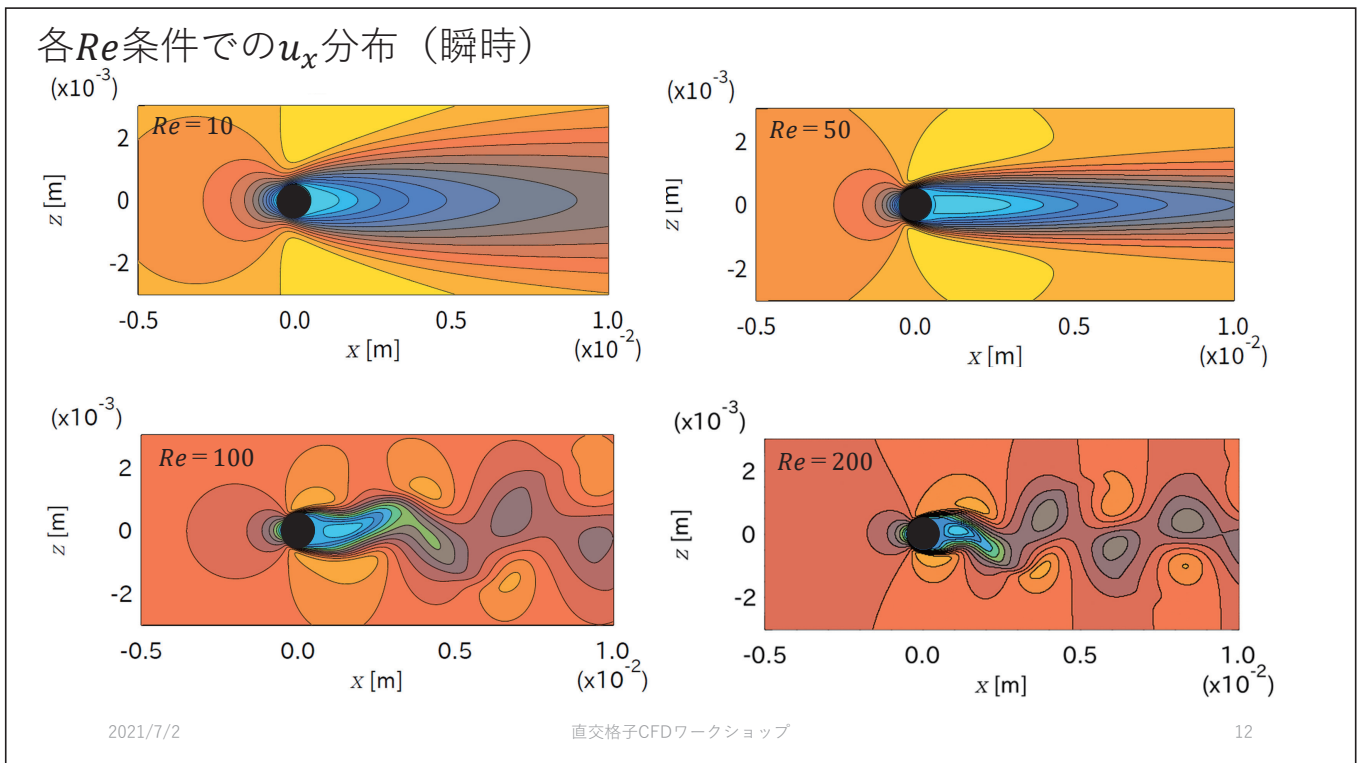 各Re条件でのu_x分布（瞬時）
(x10⁻³)
Re = 10
2
0
-2
z [m]
-0.5 0.0 0.5 1.0
x [m] (x10⁻²)
(x10⁻³)
Re = 50
2
0
-2
z [m]
-0.5 0.0 0.5 1.0
x [m] (x10⁻²)
(x10⁻³)
Re = 100
2
0
-2
z [m]
-0.5 0.0 0.5 1.0
x [m] (x10⁻²)
(x10⁻³)
Re = 200
2
0
-2
z [m]
-0.5 0.0 0.5 1.0
x [m] (x10⁻²)
2021/7/2 直交格子CFDワークショップ 12